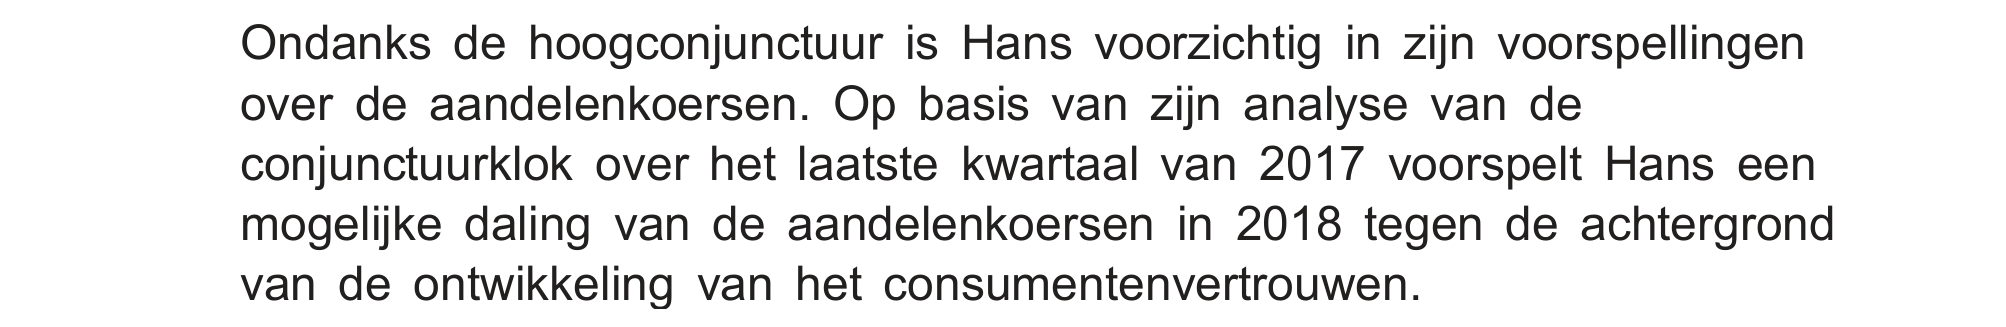 Ondanks de hoogconjunctuur is Hans voorzichtig in zijn voorspellingen
over de aandelenkoersen. Op basis van zijn analyse van de
conjunctuurklok over het laatste kwartaal van 2017 voorspelt Hans een
mogelijke daling van de aandelenkoersen in 2018 tegen de achtergrond
van de ontwikkeling van het consumentenvertrouwen.